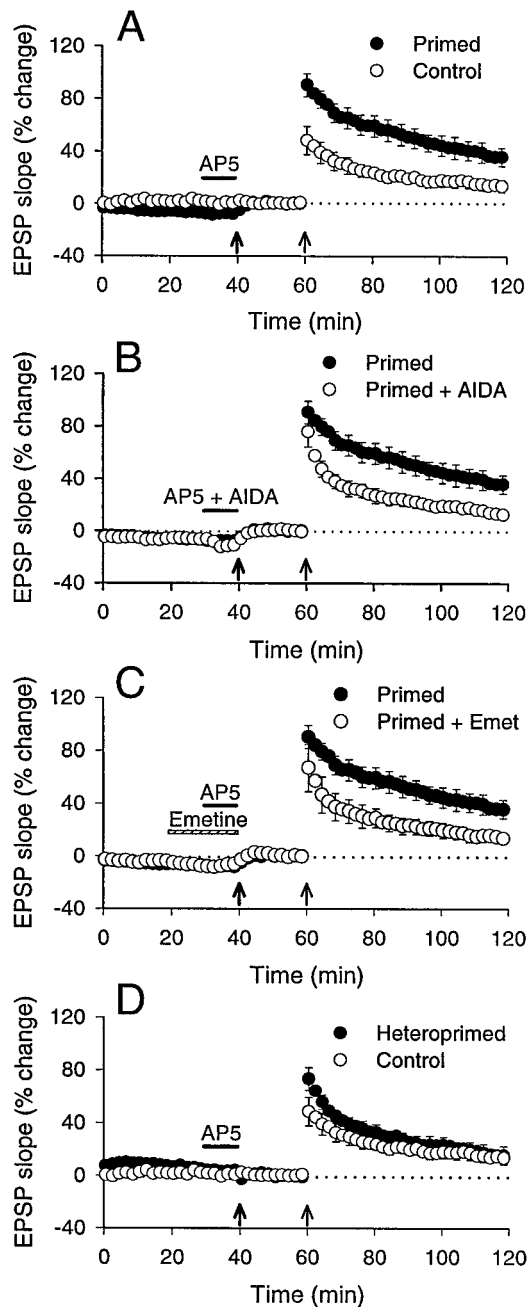 A
EPSP slope (% change)
120
80
40
0
-40
Primed
Control
AP5
0 20 40 60 80 100 120
Time (min)
B
EPSP slope (% change)
120
80
40
0
-40
Primed
Primed + AIDA
AP5 + AIDA
0 20 40 60 80 100 120
Time (min)
C
EPSP slope (% change)
120
80
40
0
-40
Primed
Primed + Emet
AP5
Emetine
0 20 40 60 80 100 120
Time (min)
D
EPSP slope (% change)
120
80
40
0
-40
Heteroprimed
Control
AP5
0 20 40 60 80 100 120
Time (min)